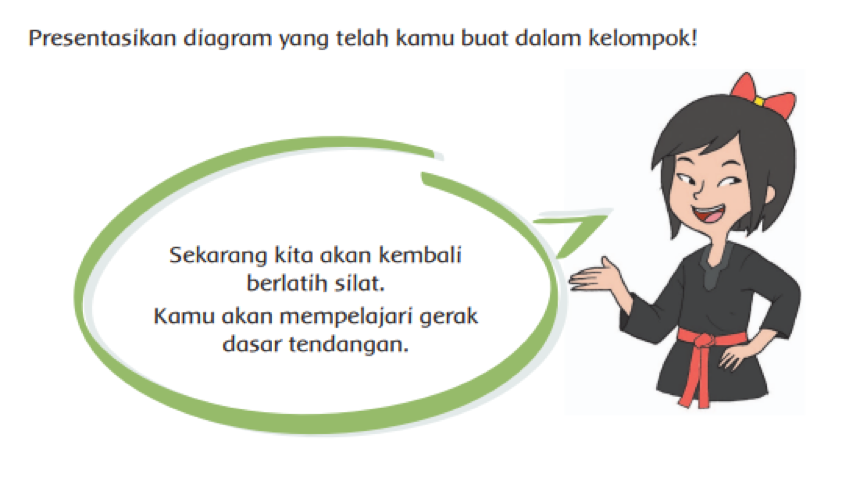 Presentasikan diagram yang telah kamu buat dalam kelompok!
Sekarang kita akan kembali
berlatih silat.
Kamu akan mempelajari gerak
dasar tendangan.